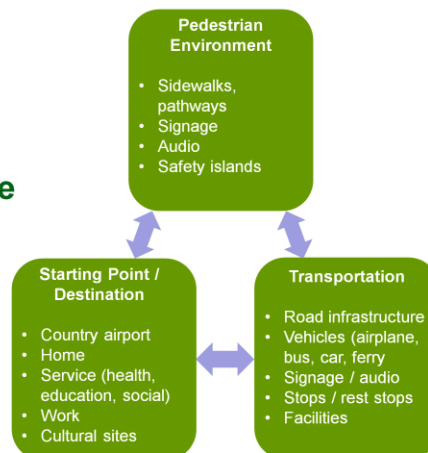 Pedestrian
Environment
• Sidewalks,
pathways
• Signage
• Audio
• Safety islands
e
Starting Point /
Destination
• Country airport
• Home
• Service (health,
education, social)
• Work
• Cultural sites
Transportation
• Road infrastructure
• Vehicles (airplane,
bus, car, ferry
• Signage / audio
• Stops / rest stops
• Facilities